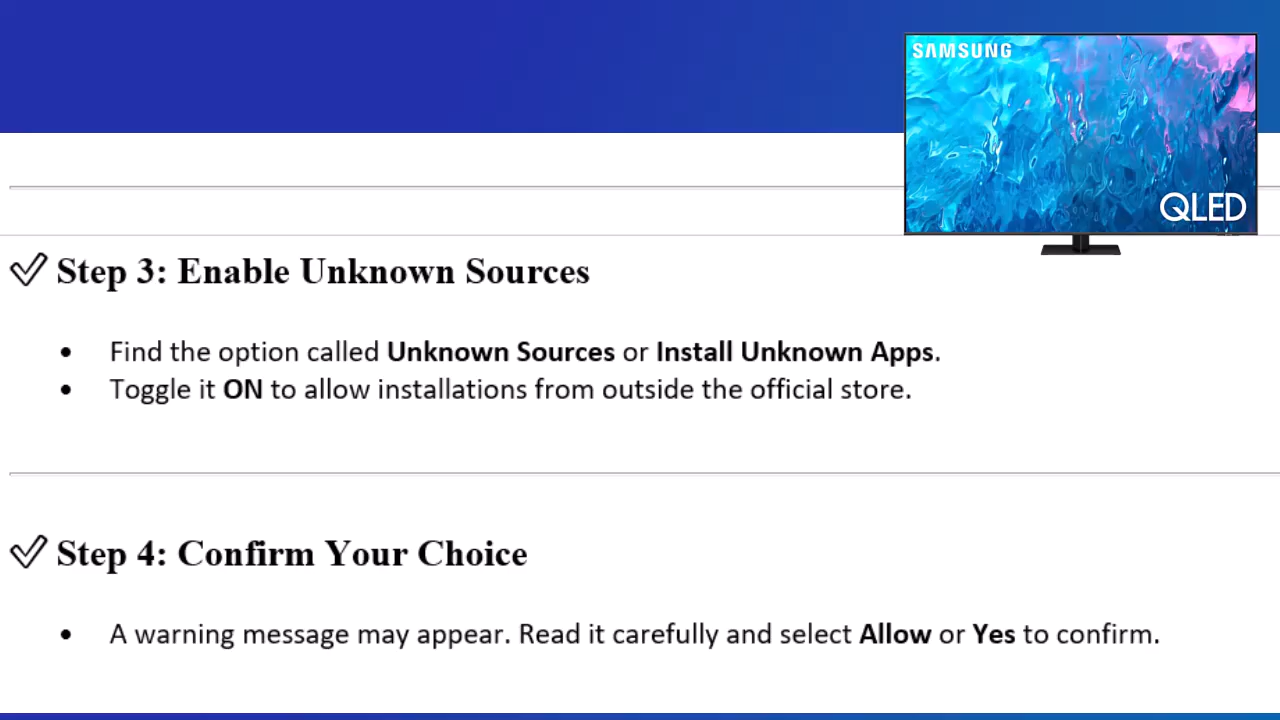 SAMSUNG
QLED
Step 3: Enable Unknown Sources
• Find the option called Unknown Sources or Install Unknown Apps.
• Toggle it ON to allow installations from outside the official store.
Step 4: Confirm Your Choice
• A warning message may appear. Read it carefully and select Allow or Yes to confirm.